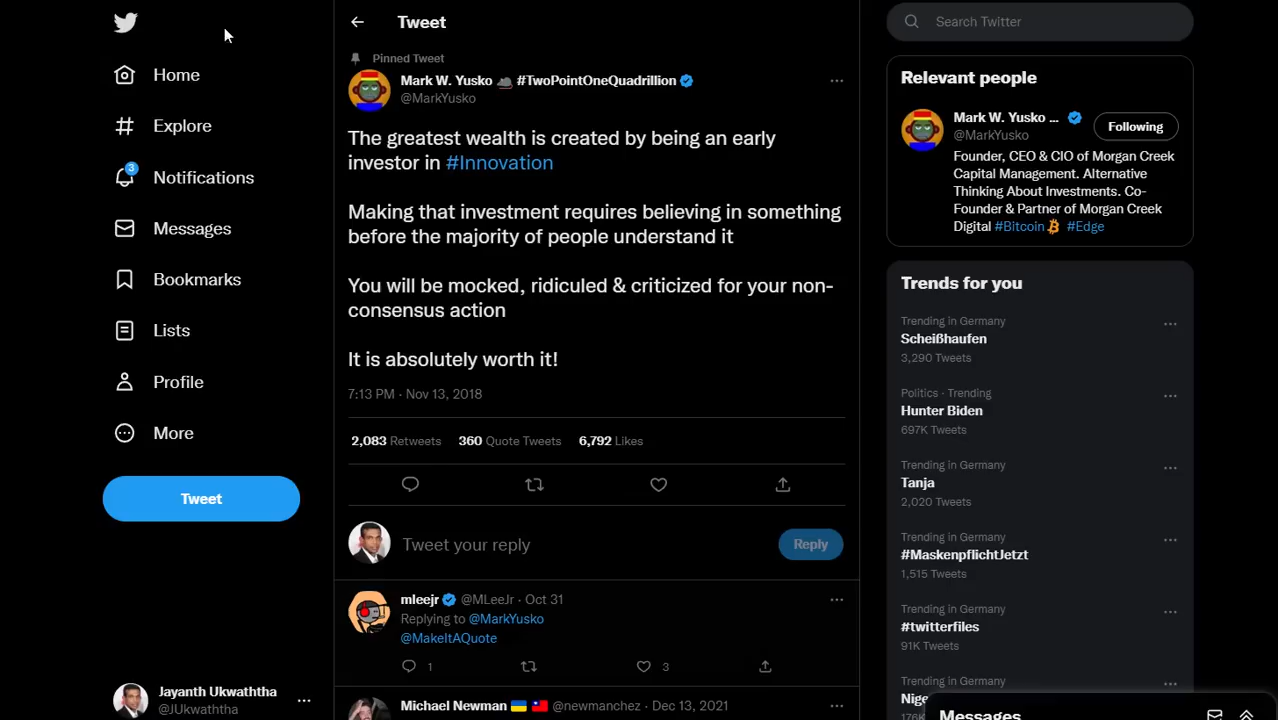 Home
Explore
3
Notifications
Messages
Bookmarks
Lists
Profile
More
Tweet
Jayanth Ukwaththa
@JUkwaththa
Tweet
Pinned Tweet
Mark W. Yusko #TwoPointOneQuadrillion
@MarkYusko
The greatest wealth is created by being an early
investor in #Innovation
Making that investment requires believing in something
before the majority of people understand it
You will be mocked, ridiculed & criticized for your non-
consensus action
It is absolutely worth it!
7:13 PM · Nov 13, 2018
2,083 Retweets 360 Quote Tweets 6,792 Likes
Tweet your reply
Reply
mleejr @MLeeJr · Oct 31
Replying to @MarkYusko
@MakeItAQuote
1 3
Michael Newman @newmanchez · Dec 13, 2021
Search Twitter
Relevant people
Mark W. Yusko ...
@MarkYusko
Following
Founder, CEO & CIO of Morgan Creek
Capital Management. Alternative
Thinking About Investments. Co-
Founder & Partner of Morgan Creek
Digital #Bitcoin #Edge
Trends for you
Trending in Germany
Scheißhaufen
3,290 Tweets
Politics · Trending
Hunter Biden
697K Tweets
Trending in Germany
Tanja
2,020 Tweets
Trending in Germany
#MaskenpflichtJetzt
1,515 Tweets
Trending in Germany
#twitterfiles
91K Tweets
Trending in Germany
Messages